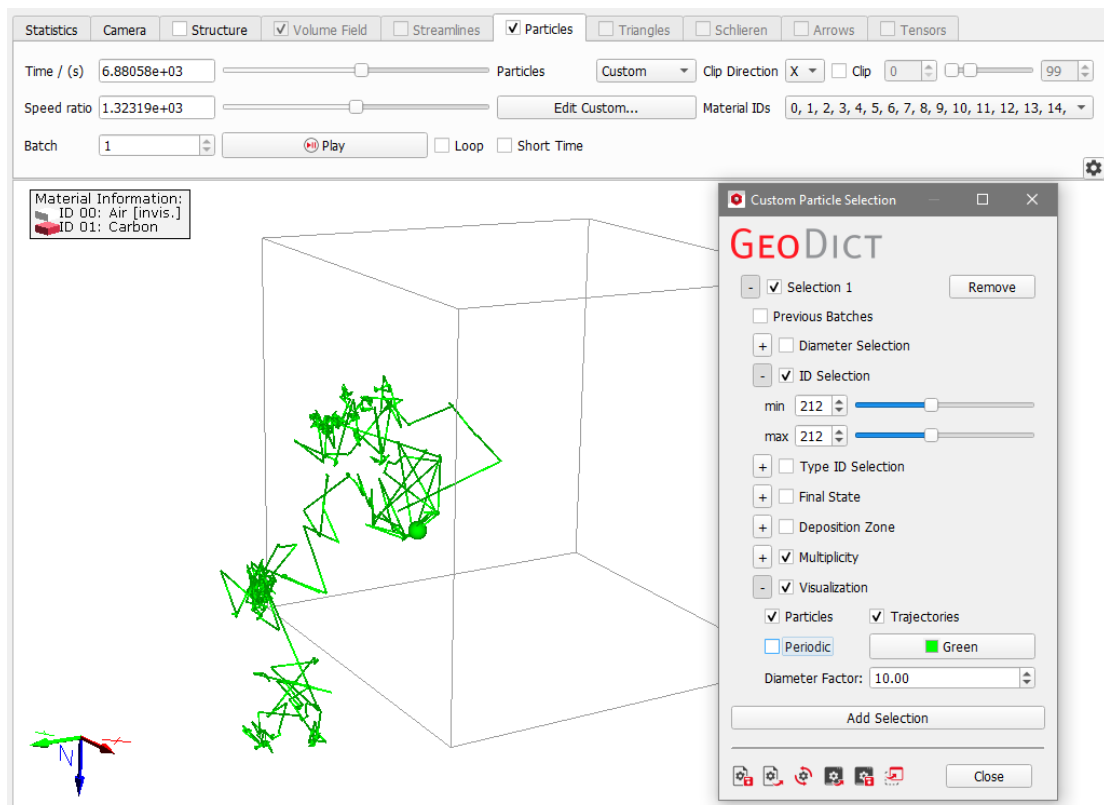 Statistics Camera Structure Volume Field Streamlines Particles Triangles Schlieren Arrows Tensors
Time / (s) 6.88058e+03 Particles Custom Clip Direction X Clip 0 99
Speed ratio 1.32319e+03 Edit Custom... Material IDs 0, 1, 2, 3, 4, 5, 6, 7, 8, 9, 10, 11, 12, 13, 14,
Batch 1 Play Loop Short Time
Material Information:
ID 00: Air [invis.]
ID 01: Carbon
Custom Particle Selection
GEODICT
- Selection 1 Remove
Previous Batches
+ Diameter Selection
- ID Selection
min 212
max 212
+ Type ID Selection
+ Final State
+ Deposition Zone
+ Multiplicity
- Visualization
Particles Trajectories
Periodic Green
Diameter Factor: 10.00
Add Selection
Close